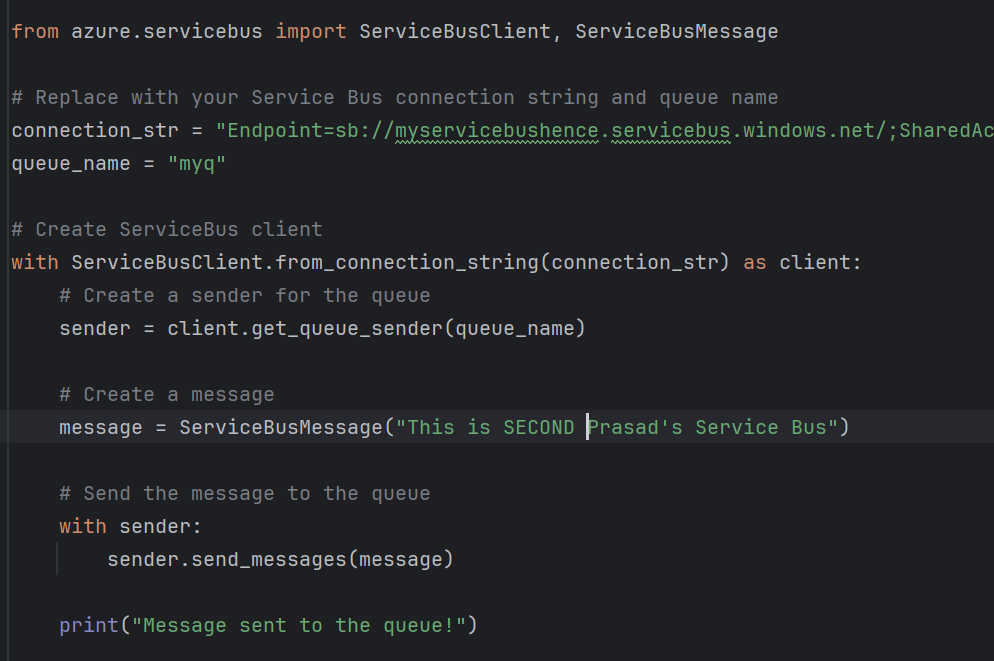 from azure.servicebus import ServiceBusClient, ServiceBusMessage
# Replace with your Service Bus connection string and queue name
connection_str = "Endpoint=sb://myservicebushence.servicebus.windows.net/;SharedAc
queue_name = "myq"
# Create ServiceBus client
with ServiceBusClient.from_connection_string(connection_str) as client:
    # Create a sender for the queue
    sender = client.get_queue_sender(queue_name)
    # Create a message
    message = ServiceBusMessage("This is SECOND Prasad's Service Bus")
    # Send the message to the queue
    with sender:
        sender.send_messages(message)
    print("Message sent to the queue!")